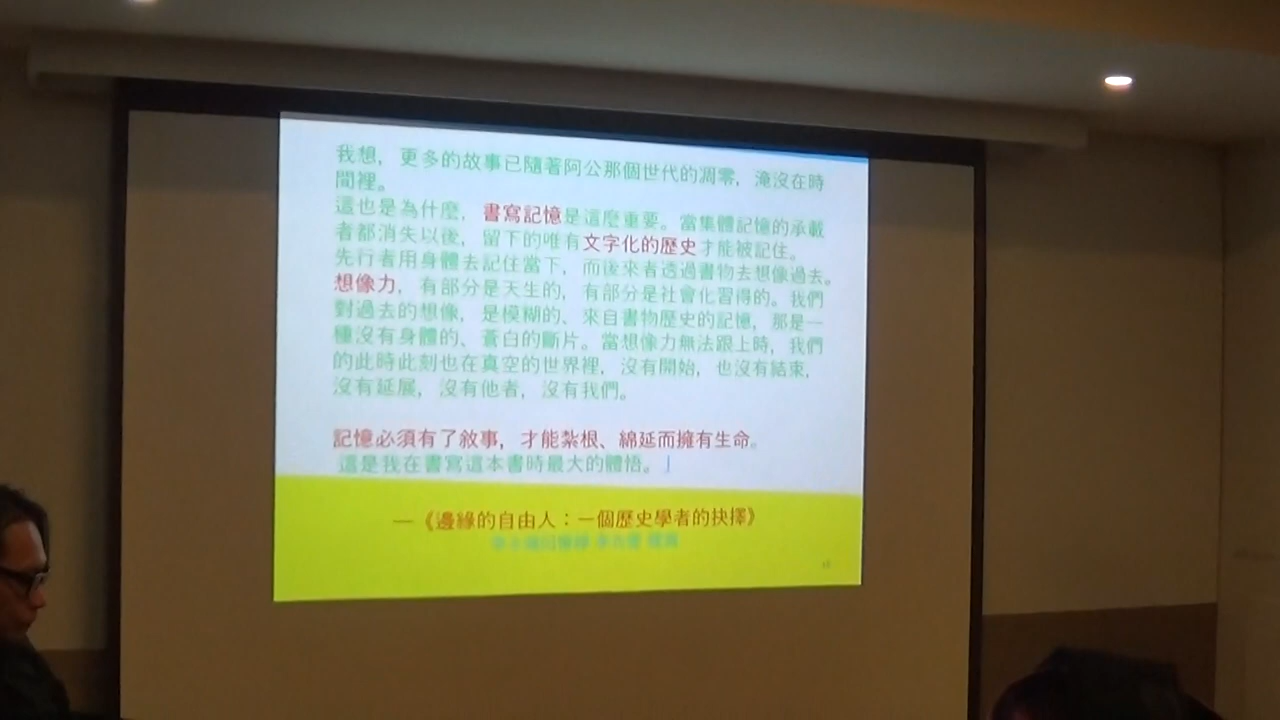 我想，更多的故事已隨著阿公那個世代的凋零，淹沒在時
間裡。
這也是為什麼，書寫記憶是這麼重要。當集體記憶的承載
者都消失以後，留下的唯有文字化的歷史才能被記住。
先行者用身體去記住當下，而後來者透過書物去想像過去。
想像力，有部分是天生的，有部分是社會化習得的。我們
對過去的想像，是模糊的、來自書物歷史的記憶，那是一
種沒有身體的、蒼白的斷片。當想像力無法跟上時，我們
的此時此刻也在真空的世界裡，沒有開始，也沒有結束，
沒有延展，沒有他者，沒有我們。
記憶必須有了敘事，才能紮根、綿延而擁有生命。
這是我在書寫這本書時最大的體悟。
—《邊緣的自由人：一個歷史學者的抉擇》